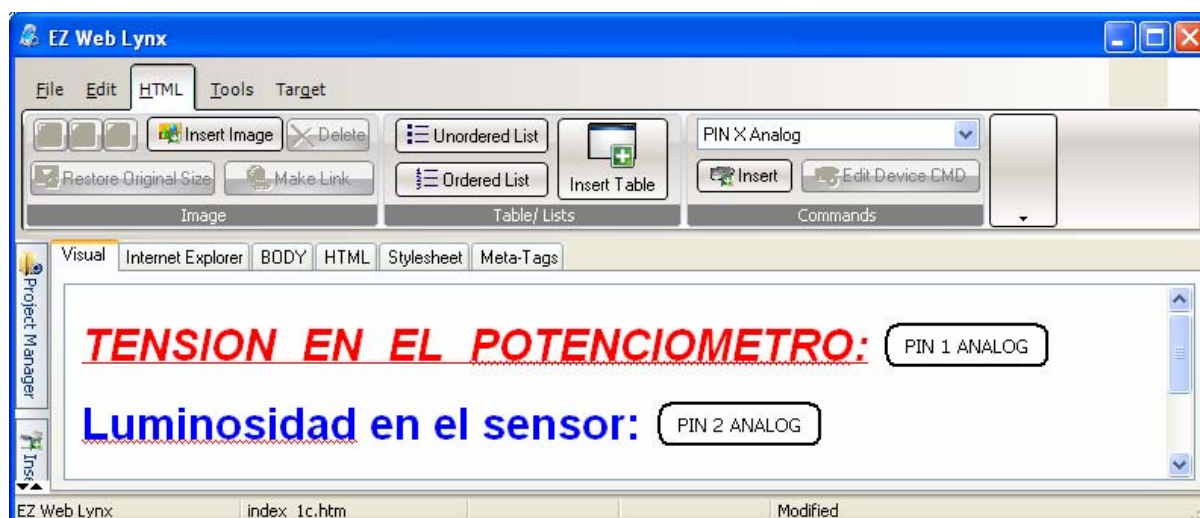 EZ Web Lynx
File Edit HTML Tools Target
Insert Image Delete
Restore Original Size Make Link
Image
Unordered List
Ordered List
Insert Table
Table/ Lists
PIN X Analog
Insert Edit Device CMD
Commands
Project Manager
Visual Internet Explorer BODY HTML Stylesheet Meta-Tags
TENSION EN EL POTENCIOMETRO: PIN 1 ANALOG
Luminosidad en el sensor: PIN 2 ANALOG
EZ Web Lynx index_1c.htm Modified